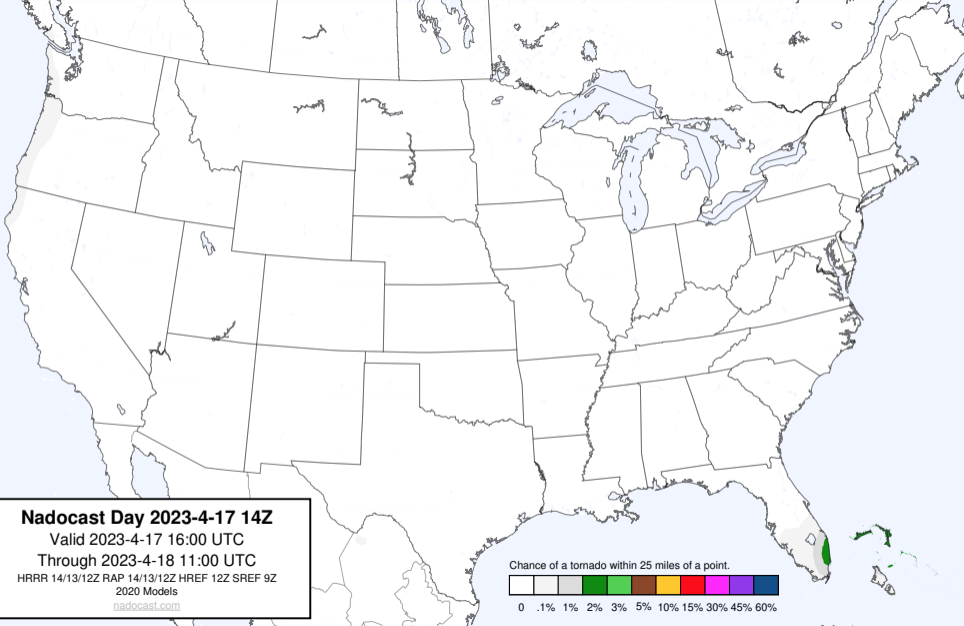 Nadocast Day 2023-4-17 14Z
Valid 2023-4-17 16:00 UTC
Through 2023-4-18 11:00 UTC
HRRR 14/13/12Z RAP 14/13/12Z HREF 12Z SREF 9Z
2020 Models
nadocast.com
Chance of a tornado within 25 miles of a point.
0 .1% 1% 2% 3% 5% 10% 15% 30% 45% 60%